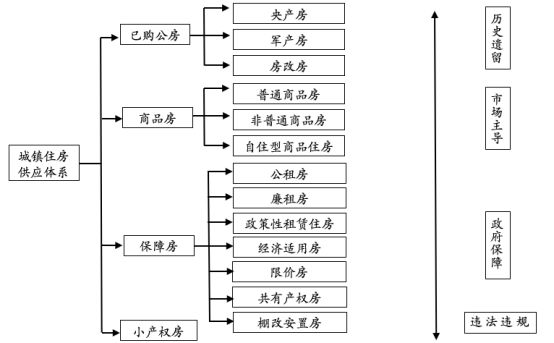 城镇住房
供应体系
已购公房
商品房
保障房
小产权房
央产房
军产房
房改房
普通商品房
非普通商品房
自住型商品住房
公租房
廉租房
政策性租赁住房
经济适用房
限价房
共有产权房
棚改安置房
历史遗留
市场主导
政府保障
违法违规